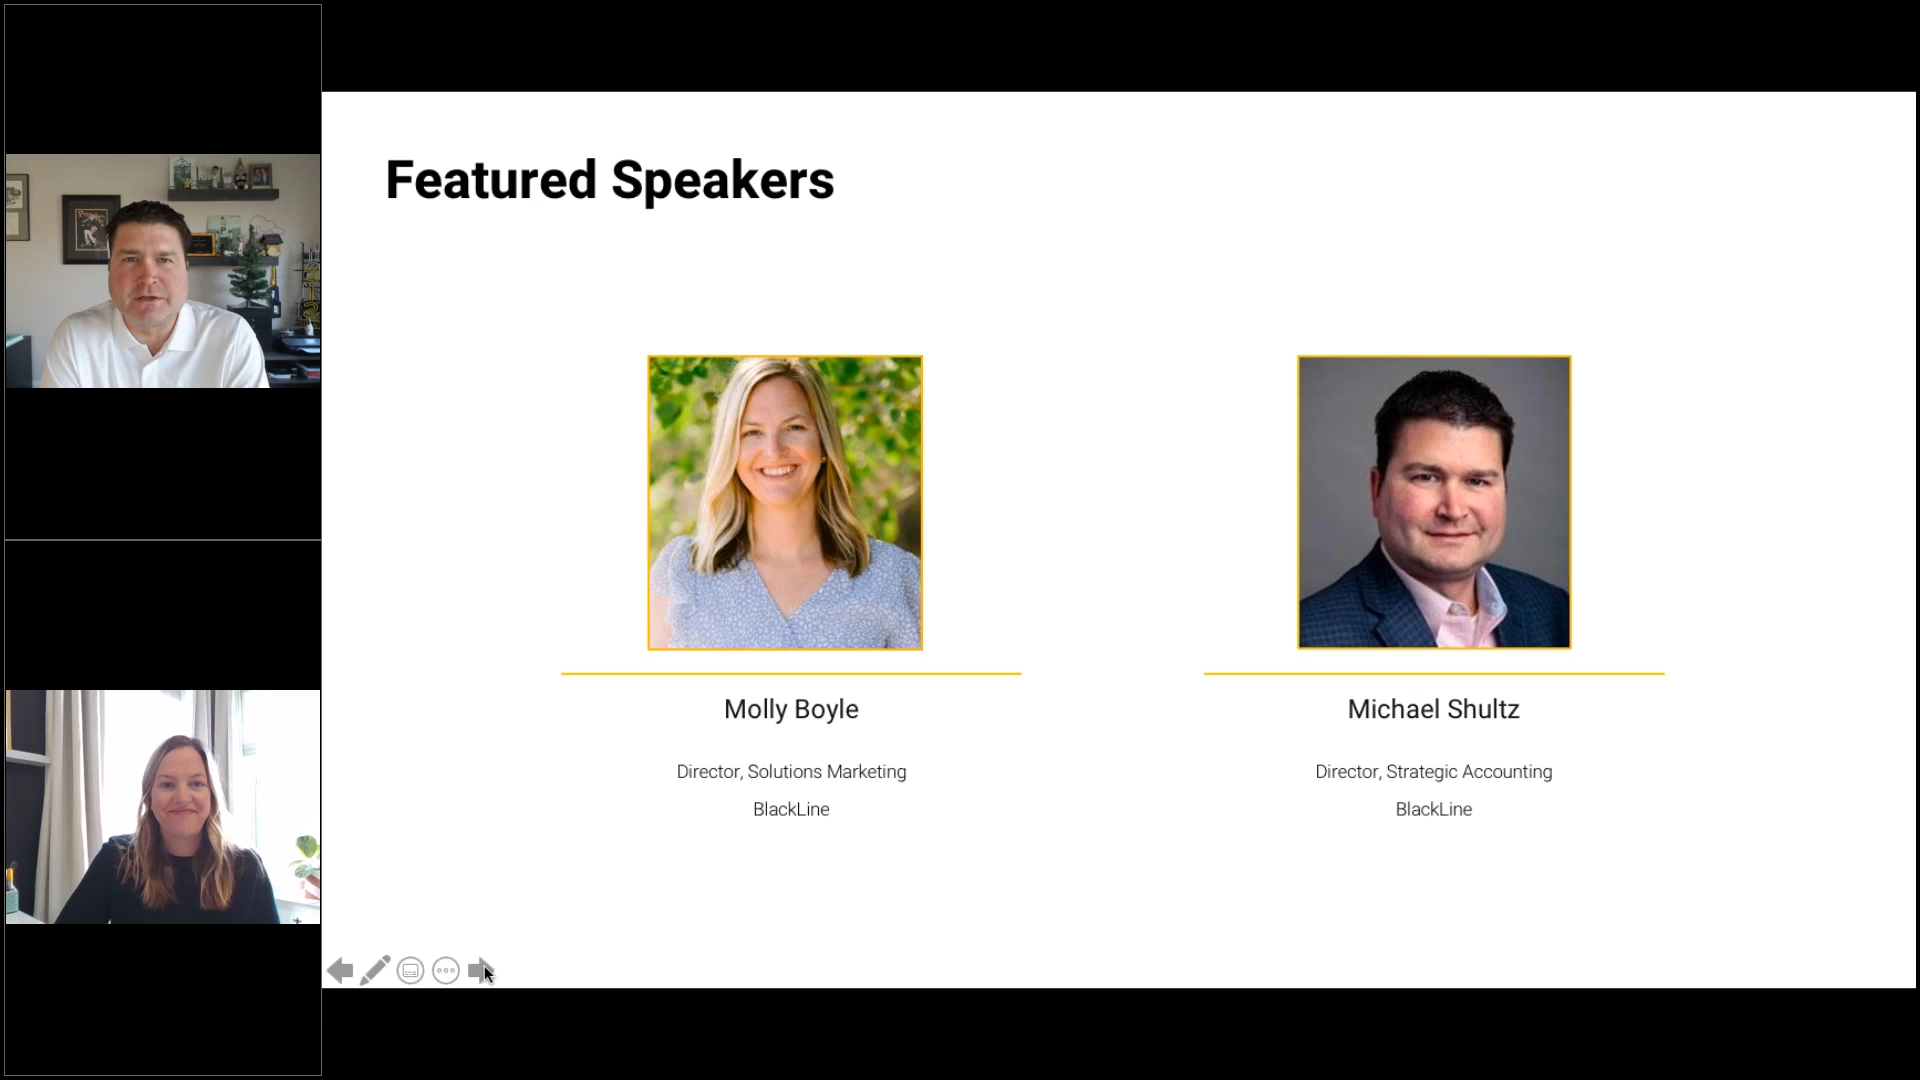 Featured Speakers
Molly Boyle
Director, Solutions Marketing
BlackLine
Michael Shultz
Director, Strategic Accounting
BlackLine